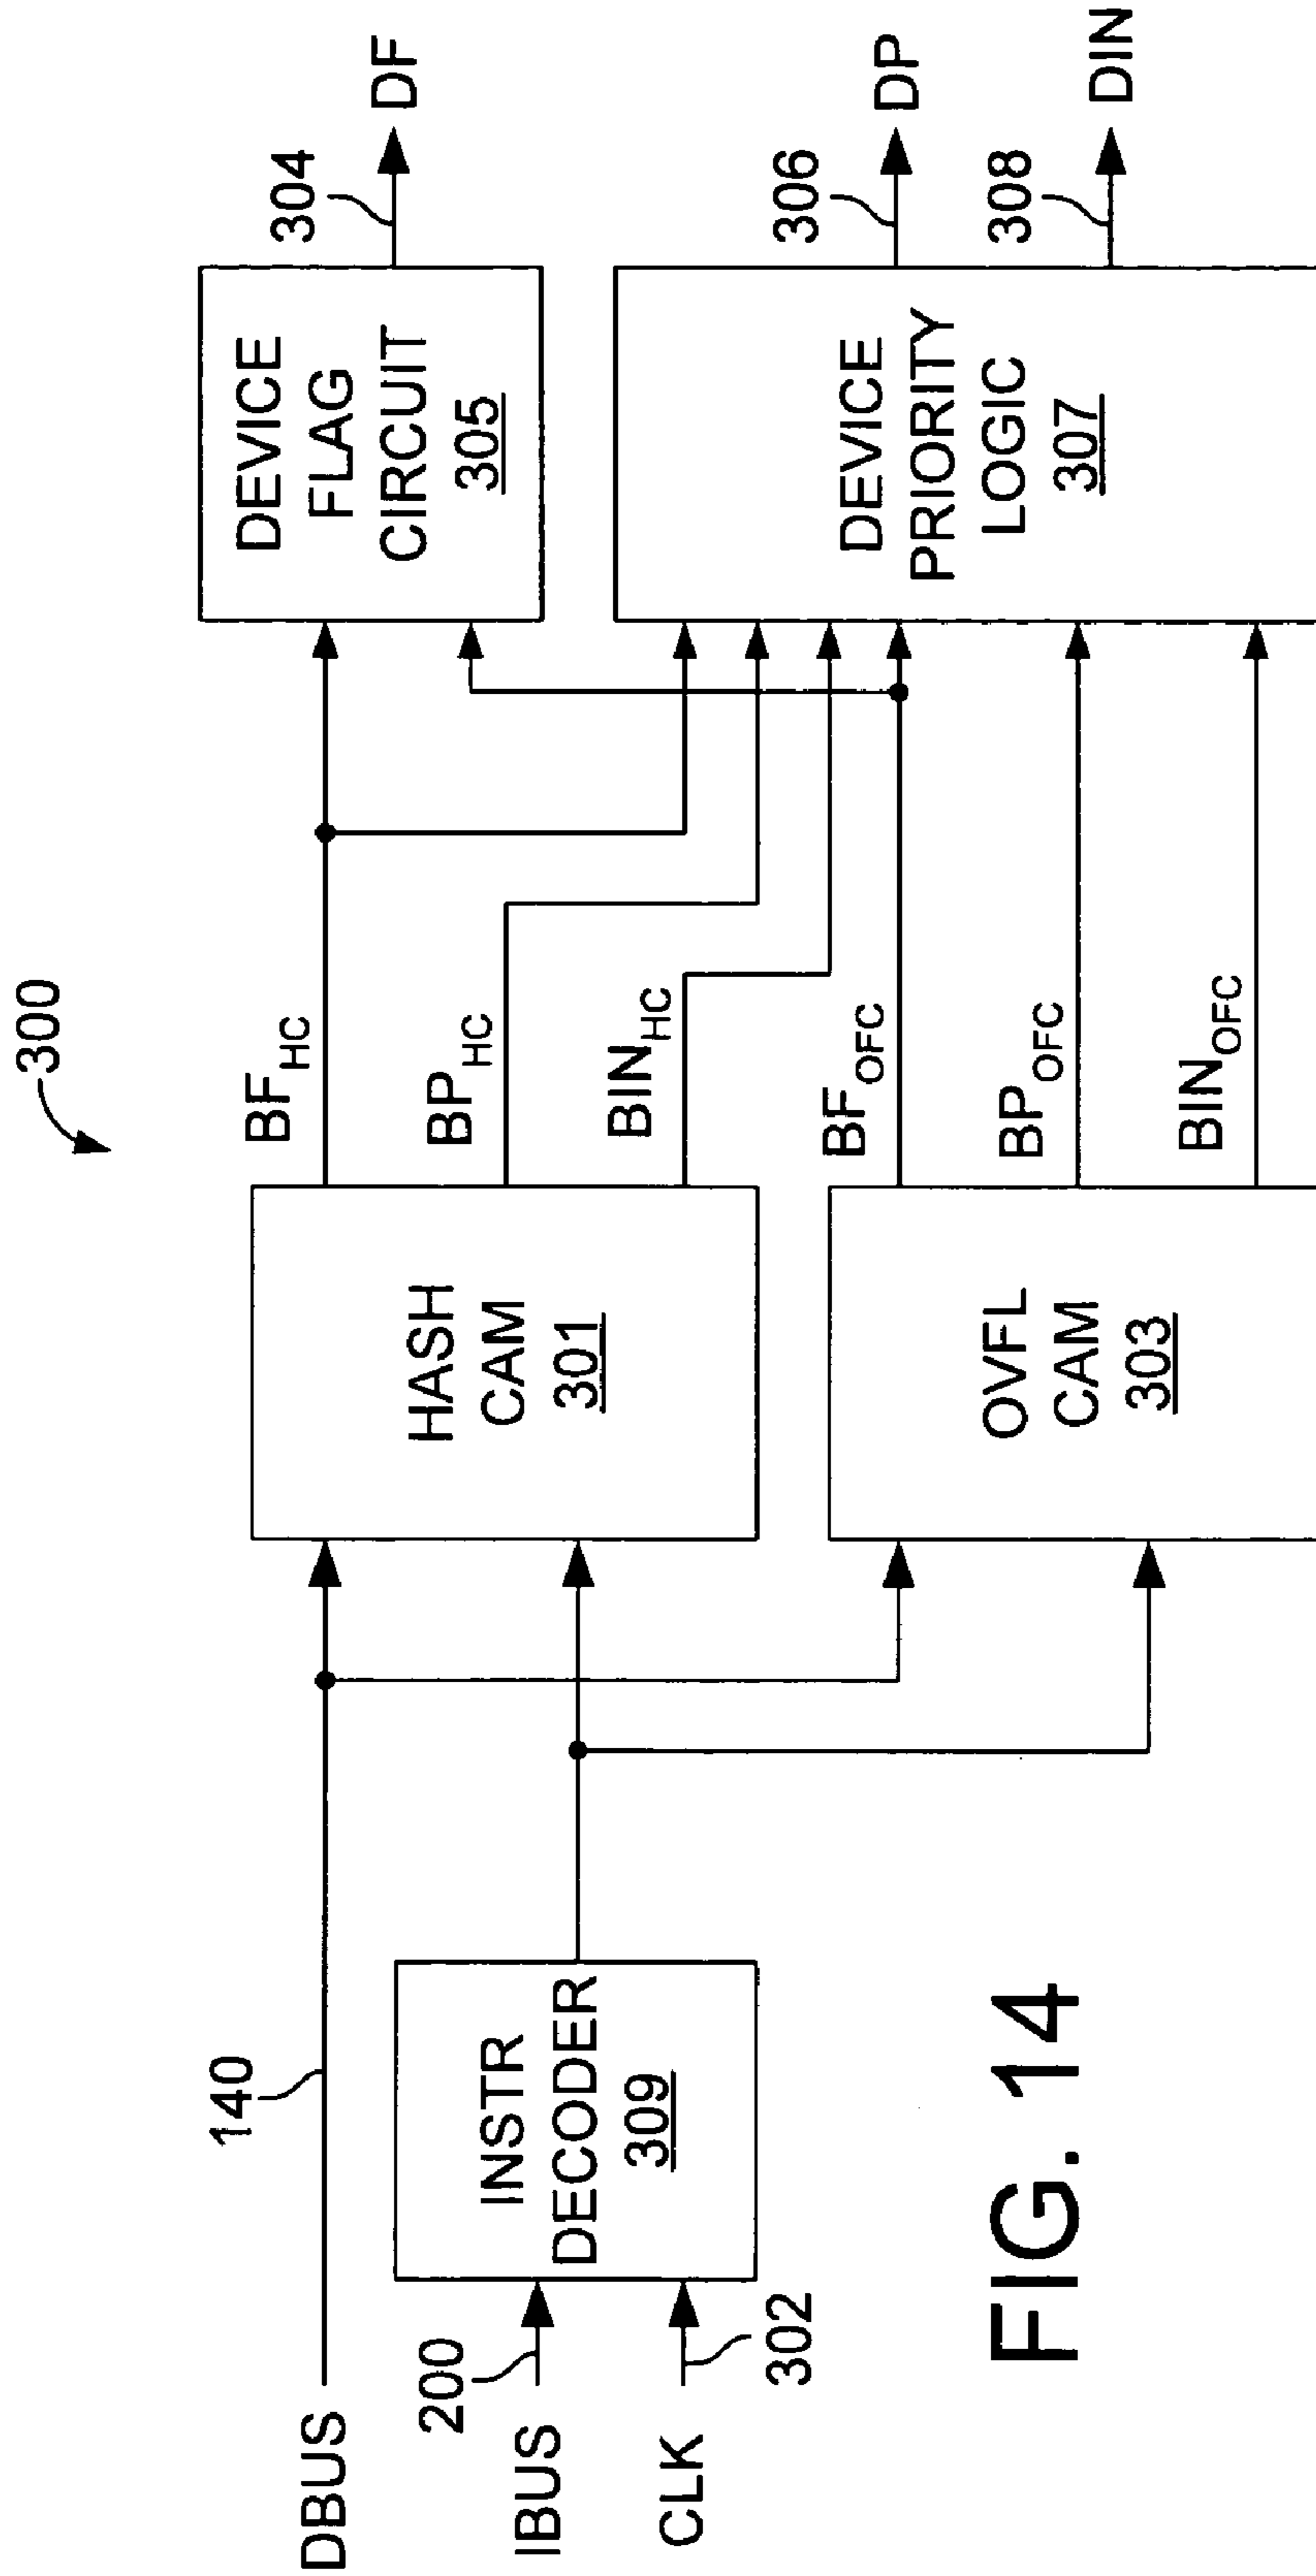 300
DBUS
140
IBUS
200
CLK
302
INSTR
DECODER
309
HASH
CAM
301
OVFL
CAM
303
BF_HC
BP_HC
BIN_HC
BF_OFC
BP_OFC
BIN_OFC
DEVICE
FLAG
CIRCUIT
305
DEVICE
PRIORITY
LOGIC
307
304
DF
306
DP
308
DIN
FIG. 14